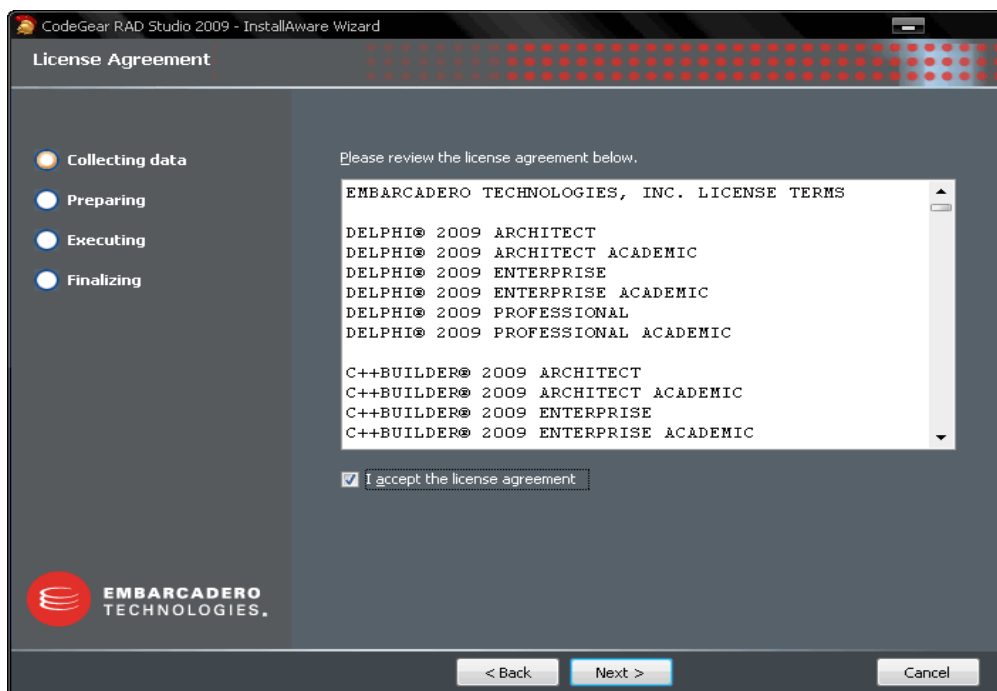 CodeGear RAD Studio 2009 - InstallAware Wizard
License Agreement
Collecting data
Preparing
Executing
Finalizing
Please review the license agreement below.
EMBARCADERO TECHNOLOGIES, INC. LICENSE TERMS
DELPHI® 2009 ARCHITECT
DELPHI® 2009 ARCHITECT ACADEMIC
DELPHI® 2009 ENTERPRISE
DELPHI® 2009 ENTERPRISE ACADEMIC
DELPHI® 2009 PROFESSIONAL
DELPHI® 2009 PROFESSIONAL ACADEMIC
C++BUILDER® 2009 ARCHITECT
C++BUILDER® 2009 ARCHITECT ACADEMIC
C++BUILDER® 2009 ENTERPRISE
C++BUILDER® 2009 ENTERPRISE ACADEMIC
I accept the license agreement
EMBARCADERO
TECHNOLOGIES.
< Back
Next >
Cancel